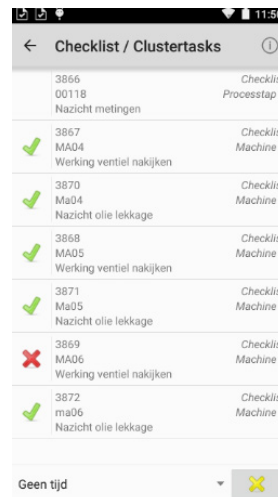 11:50
Checklist / Clustertasks
3866 Checklis
00118 Processtap
Nazicht metingen
3867 Checklis
MA04 Machine
Werking ventiel nakijken
3870 Checklis
Ma04 Machine
Nazicht olie lekkage
3868 Checklis
MA05 Machine
Werking ventiel nakijken
3871 Checklis
Ma05 Machine
Nazicht olie lekkage
3869 Checklis
MA06 Machine
Werking ventiel nakijken
3872 Checklis
ma06 Machine
Nazicht olie lekkage
Geen tijd